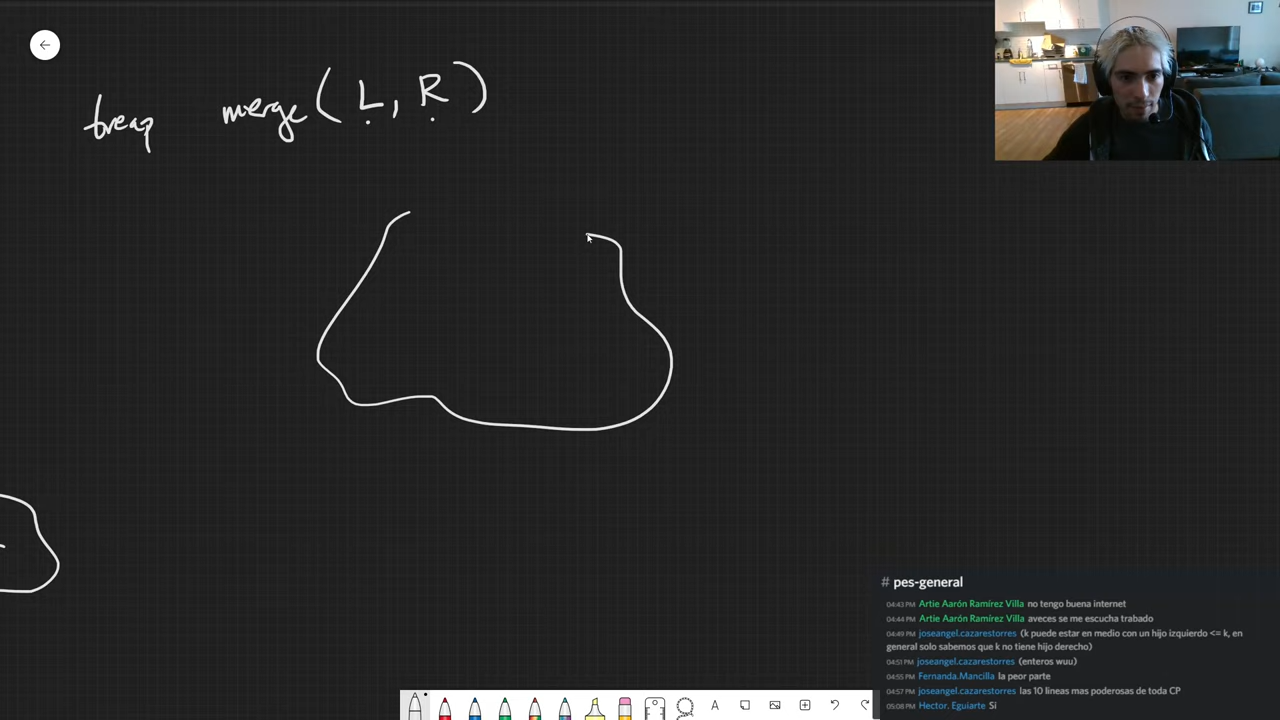 treap merge( L, R )
# pes-general
04:43 PM Artie Aarón Ramírez Villa no tengo buena internet
04:44 PM Artie Aarón Ramírez Villa aveces se me escucha trabado
04:49 PM joseangel.cazarestorres (k puede estar en medio con un hijo izquierdo <= k, en
general solo sabemos que k no tiene hijo derecho)
04:51 PM joseangel.cazarestorres (enteros wuu)
04:55 PM Fernanda.Mancilla la peor parte
04:57 PM joseangel.cazarestorres las 10 lineas mas poderosas de toda CP
05:08 PM Hector. Eguiarte Si
A